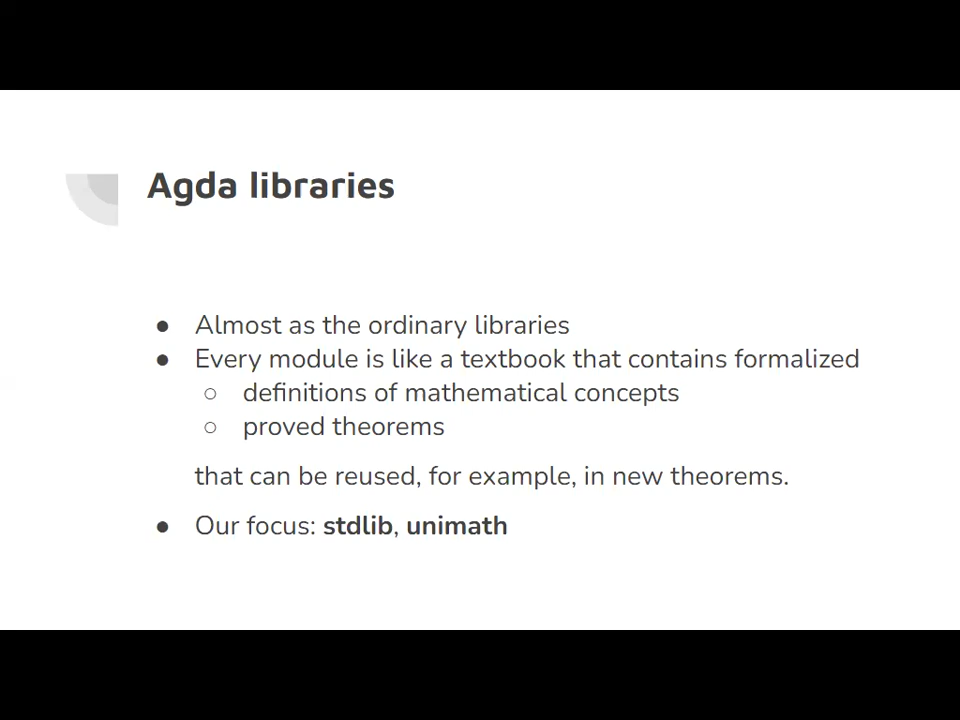 Agda libraries
● Almost as the ordinary libraries
● Every module is like a textbook that contains formalized
○ definitions of mathematical concepts
○ proved theorems
that can be reused, for example, in new theorems.
● Our focus: stdlib, unimath